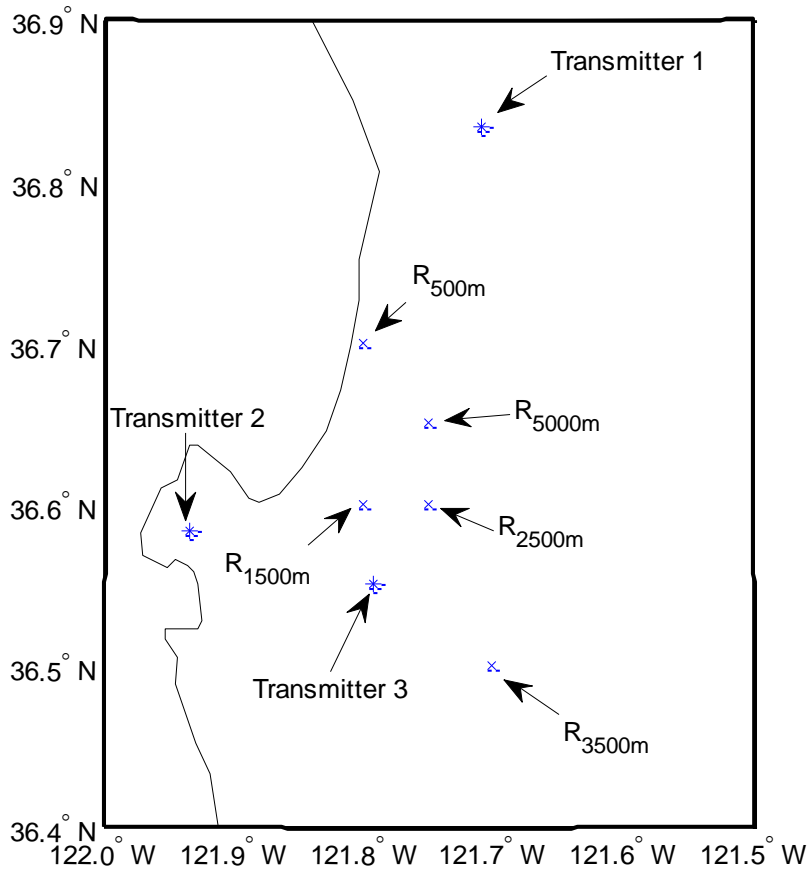 36.9° N
Transmitter 1
36.8° N
R500m
36.7° N
Transmitter 2
R5000m
36.6° N
R2500m
R1500m
36.5° N
Transmitter 3
R3500m
36.4° N
122.0° W 121.9° W 121.8° W 121.7° W 121.6° W 121.5° W